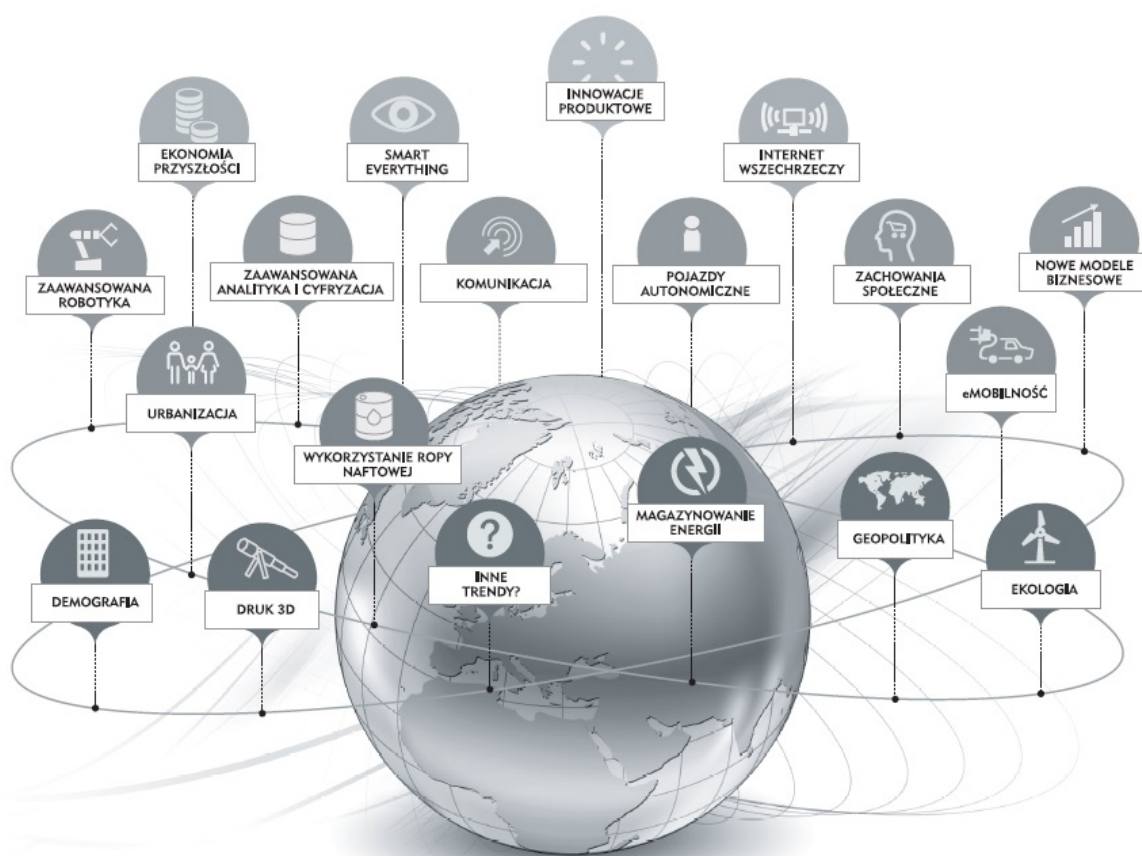 INNOWACJE
PRODUKTOWE
EKONOMIA
PRZYSZŁOŚCI
SMART
EVERYTHING
INTERNET
WSZECHRZECZY
ZAAWANSOWANA
ROBOTYKA
ZAAWANSOWANA
ANALITYKA I CYFRYZACJA
KOMUNIKACJA
POJAZDY
AUTONOMICZNE
ZACHOWANIA
SPOŁECZNE
NOWE MODELE
BIZNESOWE
URBANIZACJA
WYKORZYSTANIE ROPY
NAFTOWEJ
eMOBILNOŚĆ
MAGAZYNOWANIE
ENERGII
GEOPOLITYKA
DEMOGRAFIA
DRUK 3D
?
INNE
TRENDY?
EKOLOGIA